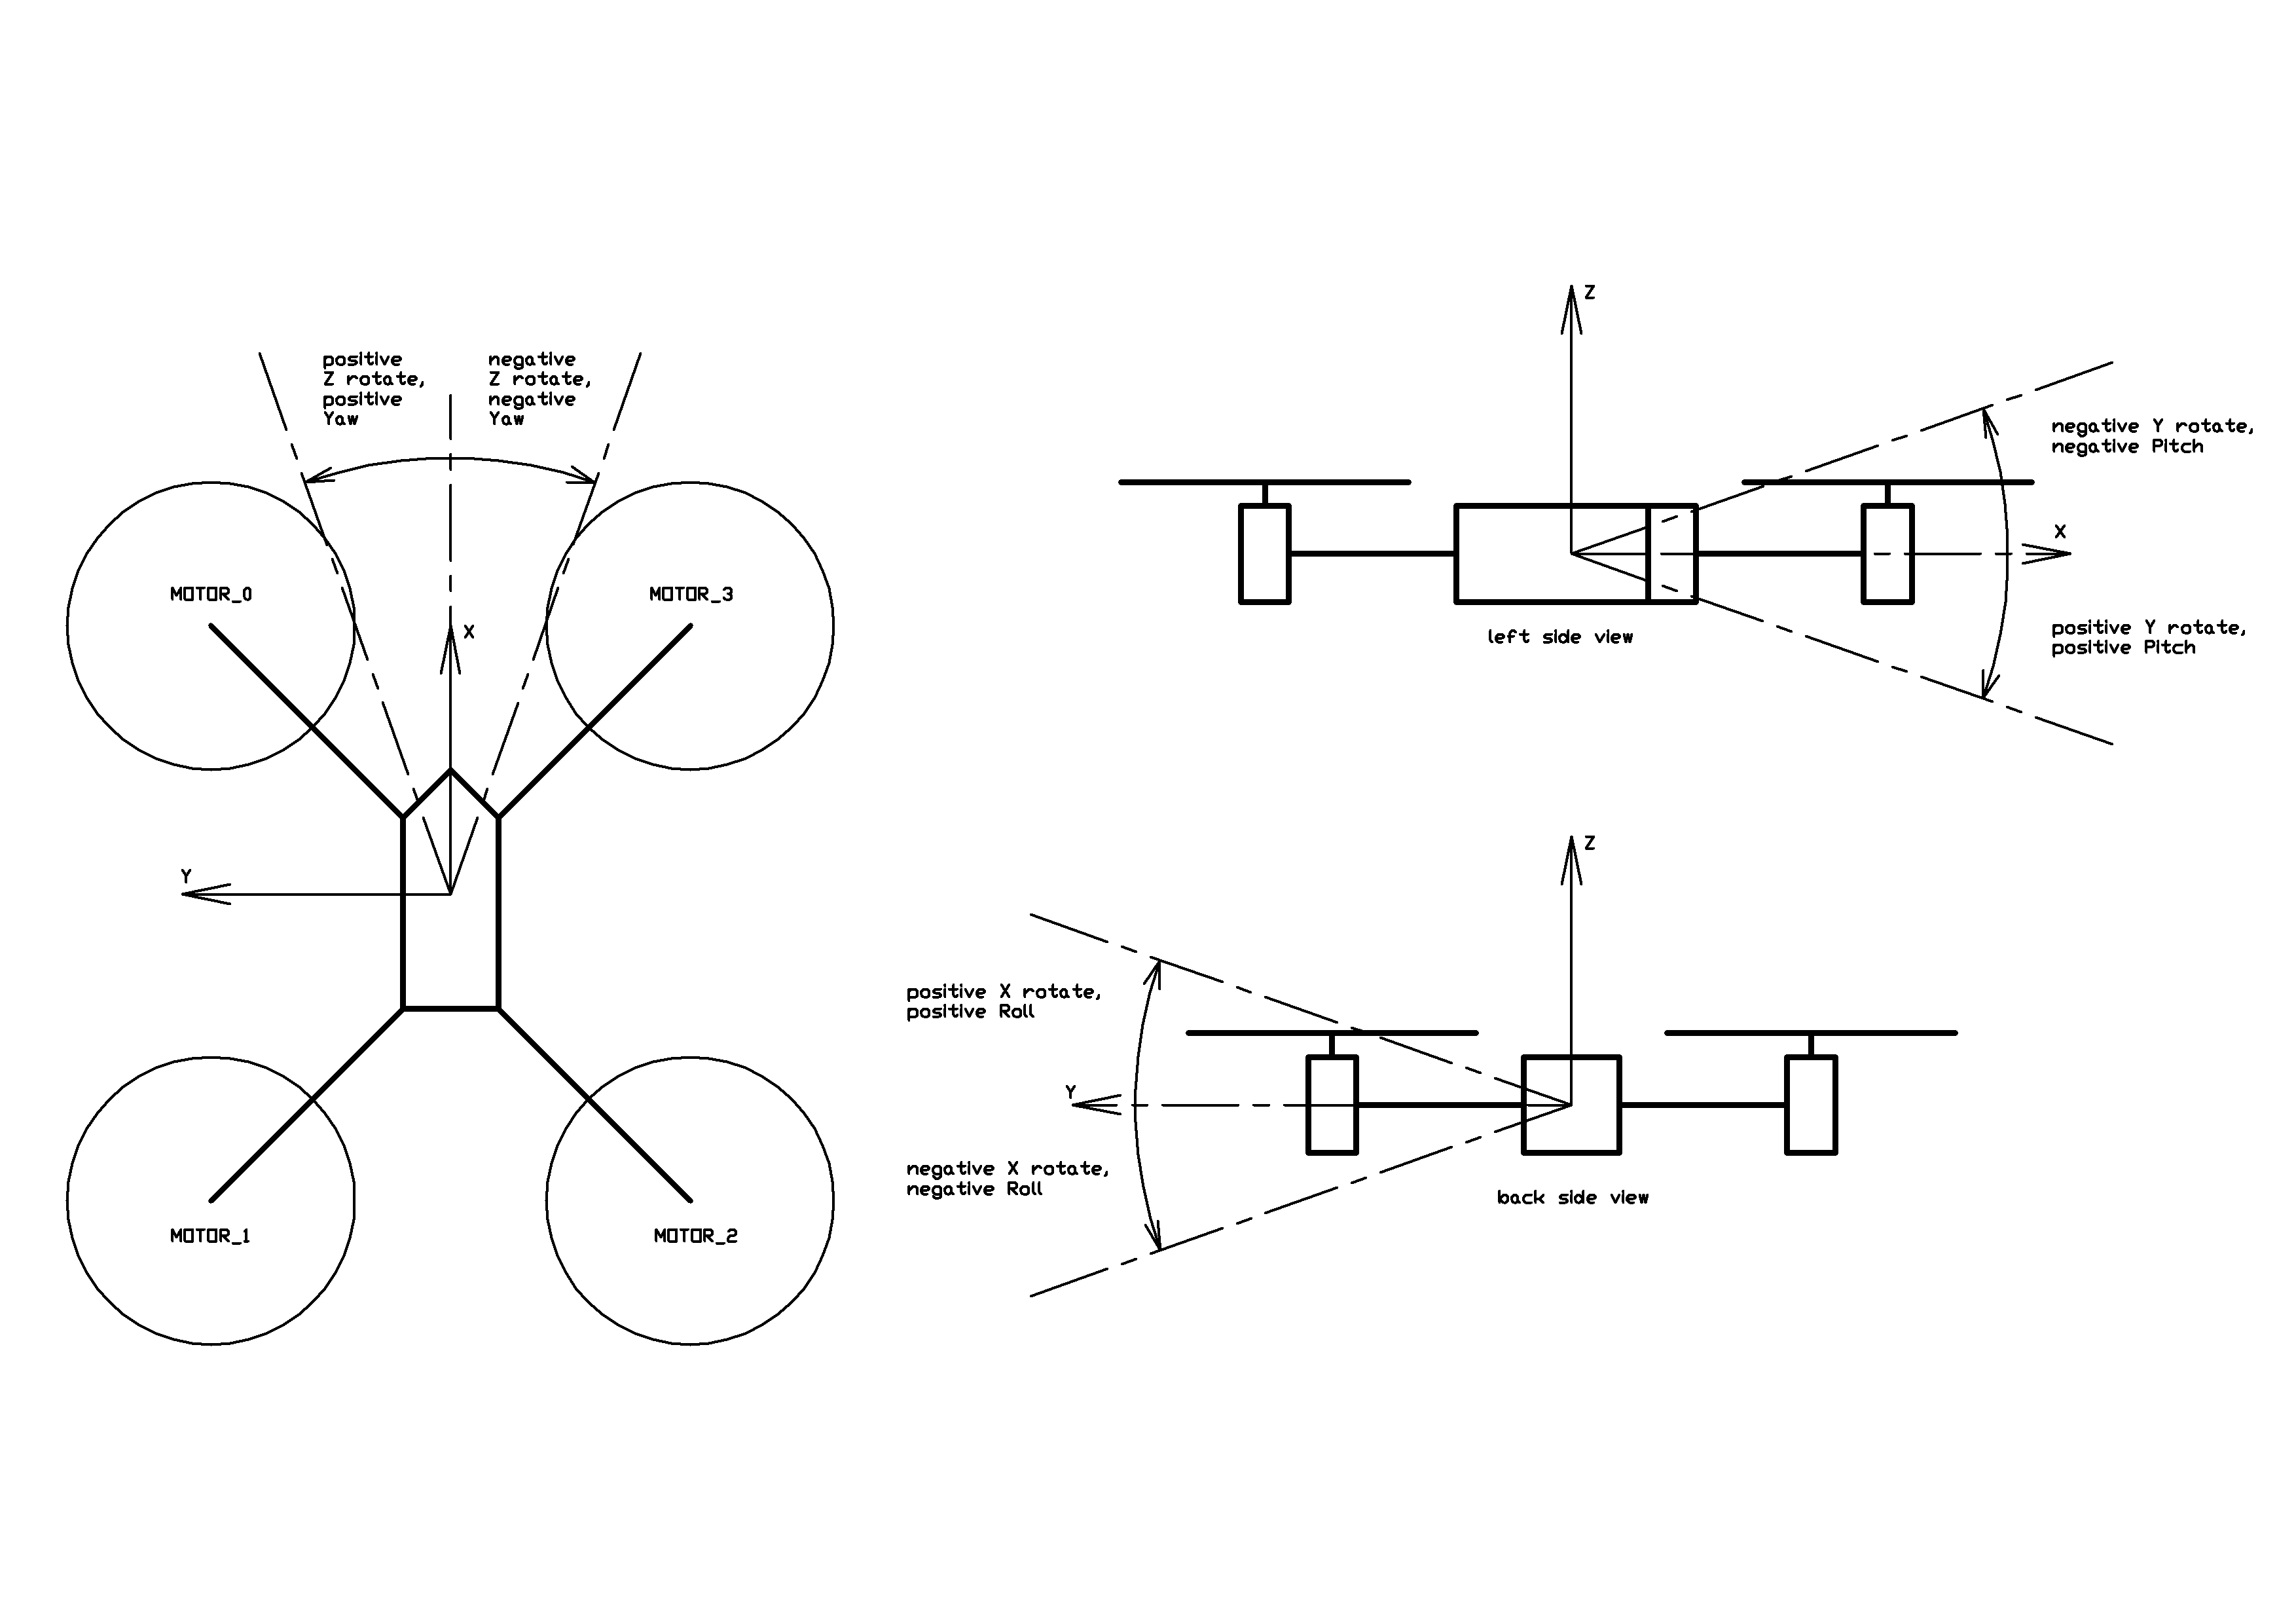 positive
Z rotate,
positive
Yaw
negative
Z rotate,
negative
Yaw
MOTOR_0
MOTOR_3
X
Y
MOTOR_1
MOTOR_2
Z
negative Y rotate,
negative Pitch
X
positive Y rotate,
positive Pitch
left side view
Z
positive X rotate,
positive Roll
Y
negative X rotate,
negative Roll
back side view